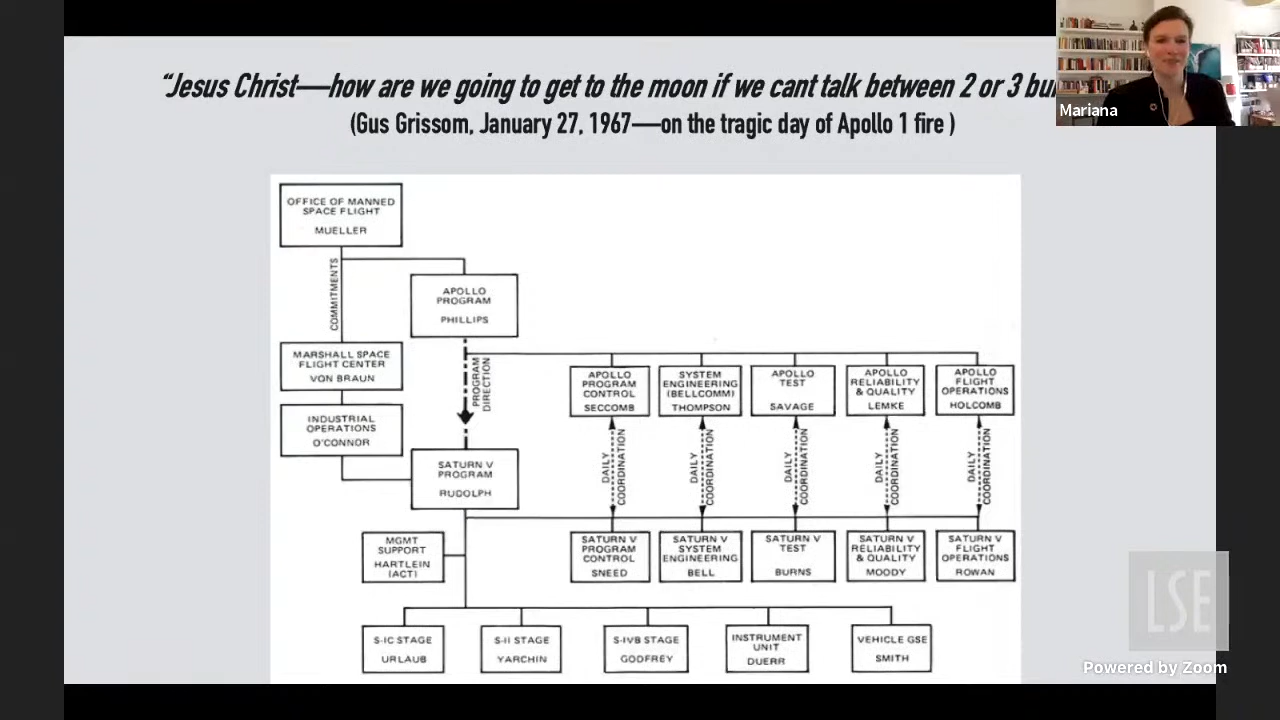 “Jesus Christ—how are we going to get to the moon if we cant talk between 2 or 3
(Gus Grissom, January 27, 1967—on the tragic day of Apollo 1 fire )
Mariana
OFFICE OF MANNED
SPACE FLIGHT
MUELLER
COMMITMENTS
APOLLO
PROGRAM
PHILLIPS
MARSHALL SPACE
FLIGHT CENTER
VON BRAUN
PROGRAM
DIRECTION
APOLLO
PROGRAM
CONTROL
SECCOMB
SYSTEM
ENGINEERING
(BELLCOMM)
THOMPSON
APOLLO
TEST
SAVAGE
APOLLO
RELIABILITY
& QUALITY
LEMKE
APOLLO
FLIGHT
OPERATIONS
HOLCOMB
INDUSTRIAL
OPERATIONS
O'CONNOR
DAILY
COORDINATION
DAILY
COORDINATION
DAILY
COORDINATION
DAILY
COORDINATION
DAILY
COORDINATION
SATURN V
PROGRAM
RUDOLPH
MGMT
SUPPORT
HARTLEIN
(ACT)
SATURN V
PROGRAM
CONTROL
SNEED
SATURN V
SYSTEM
ENGINEERING
BELL
SATURN V
TEST
BURNS
SATURN V
RELIABILITY
& QUALITY
MOODY
SATURN V
FLIGHT
OPERATIONS
ROWAN
S-IC STAGE
URLAUB
S-II STAGE
YARCHIN
S-IVB STAGE
GODFREY
INSTRUMENT
UNIT
DUERR
VEHICLE GSE
SMITH
LSE
Powered by Zoom